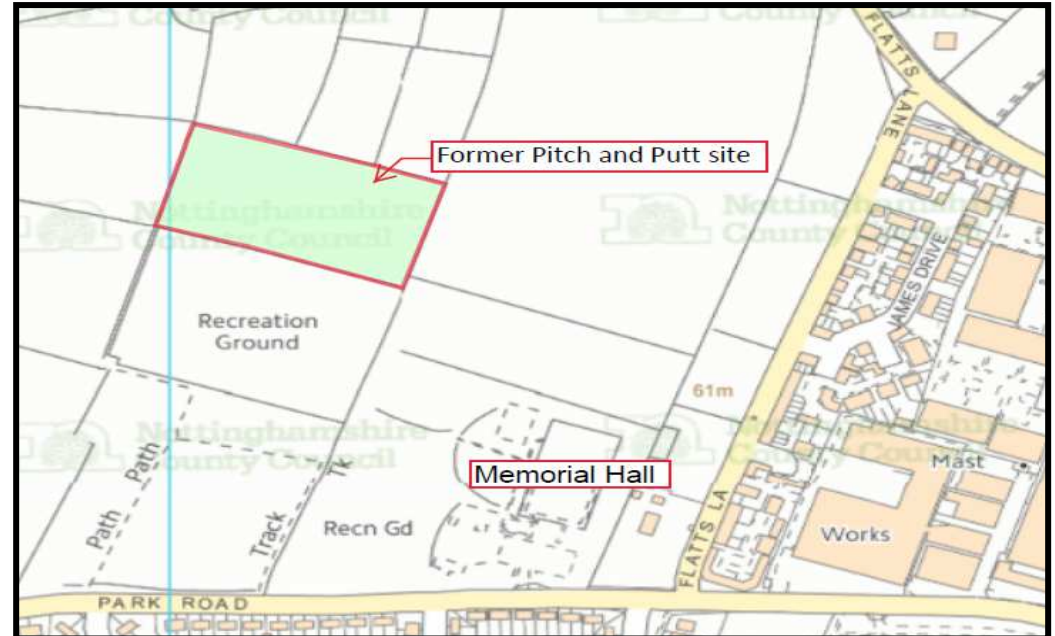 County Council
County Council
FLATTS LANE
Former Pitch and Putt site
Nottinghamshire
County Council
Nottinghamshire
County Council
JAMES DRIVE
Recreation
Ground
61m
Nottinghamshire
County Council
Nottinghamshire
County Council
Mast
Memorial Hall
Path
Tk
Path
Track
Recn Gd
FLATTS LA
Works
PARK ROAD